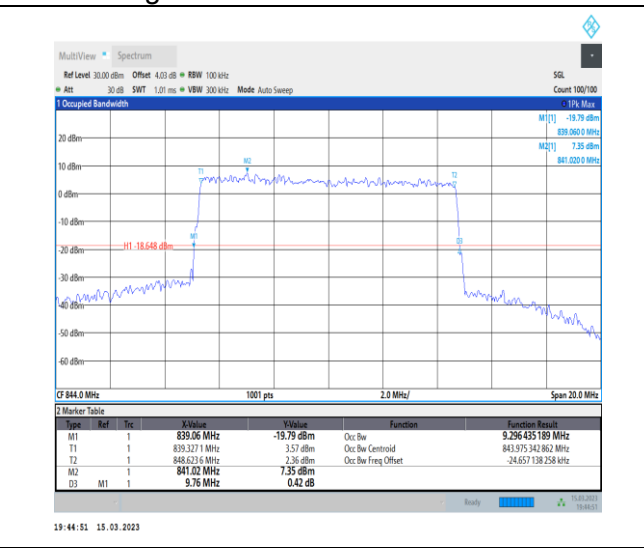 MultiView Spectrum
Ref Level 30.00 dBm Offset 4.03 dB RBW 100 kHz SGL
Att 30 dB SWT 1.01 ms VBW 300 kHz Mode Auto Sweep Count 100/100
1 Occupied Bandwidth 1Pk Max
M1[1] -19.79 dBm
839.060 0 MHz
M2[1] 7.35 dBm
841.020 0 MHz
20 dBm
10 dBm
M2
T1
T2
0 dBm
-10 dBm
M1
D3
H1 -18.648 dBm
-20 dBm
-30 dBm
-40 dBm
-50 dBm
-60 dBm
CF 844.0 MHz 1001 pts 2.0 MHz/ Span 20.0 MHz
2 Marker Table
Type Ref Trc X-Value Y-Value Function Function Result
M1 1 839.06 MHz -19.79 dBm Occ Bw 9.296 435 189 MHz
T1 1 839.327 1 MHz 3.57 dBm Occ Bw Centroid 843.975 342 862 MHz
T2 1 848.623 6 MHz 2.36 dBm Occ Bw Freq Offset -24.657 138 258 kHz
M2 1 841.02 MHz 7.35 dBm
D3 M1 1 9.76 MHz 0.42 dB
Ready 15.03.2023
19:44:51
19:44:51 15.03.2023